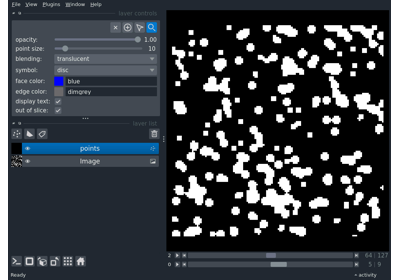 File View Plugins Window Help
layer controls
opacity: 1.00
point size: 10
blending: translucent
symbol: disc
face color: blue
edge color: dimgrey
display text:
out of slice:
layer list
points
Image
2 64 127
0 5 9
Ready activity